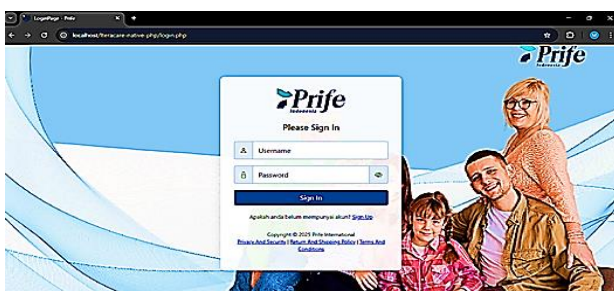 LoginPage - Prife
localhost/iteracare-native-php/login.php
Prife
Indonesia
Prife
Indonesia
Please Sign In
Username
Password
Sign In
Apakah anda belum mempunyai akun? Sign Up
Copyright © 2025 Prife International
Privacy And Security | Return And Shipping Policy | Terms And
Conditions